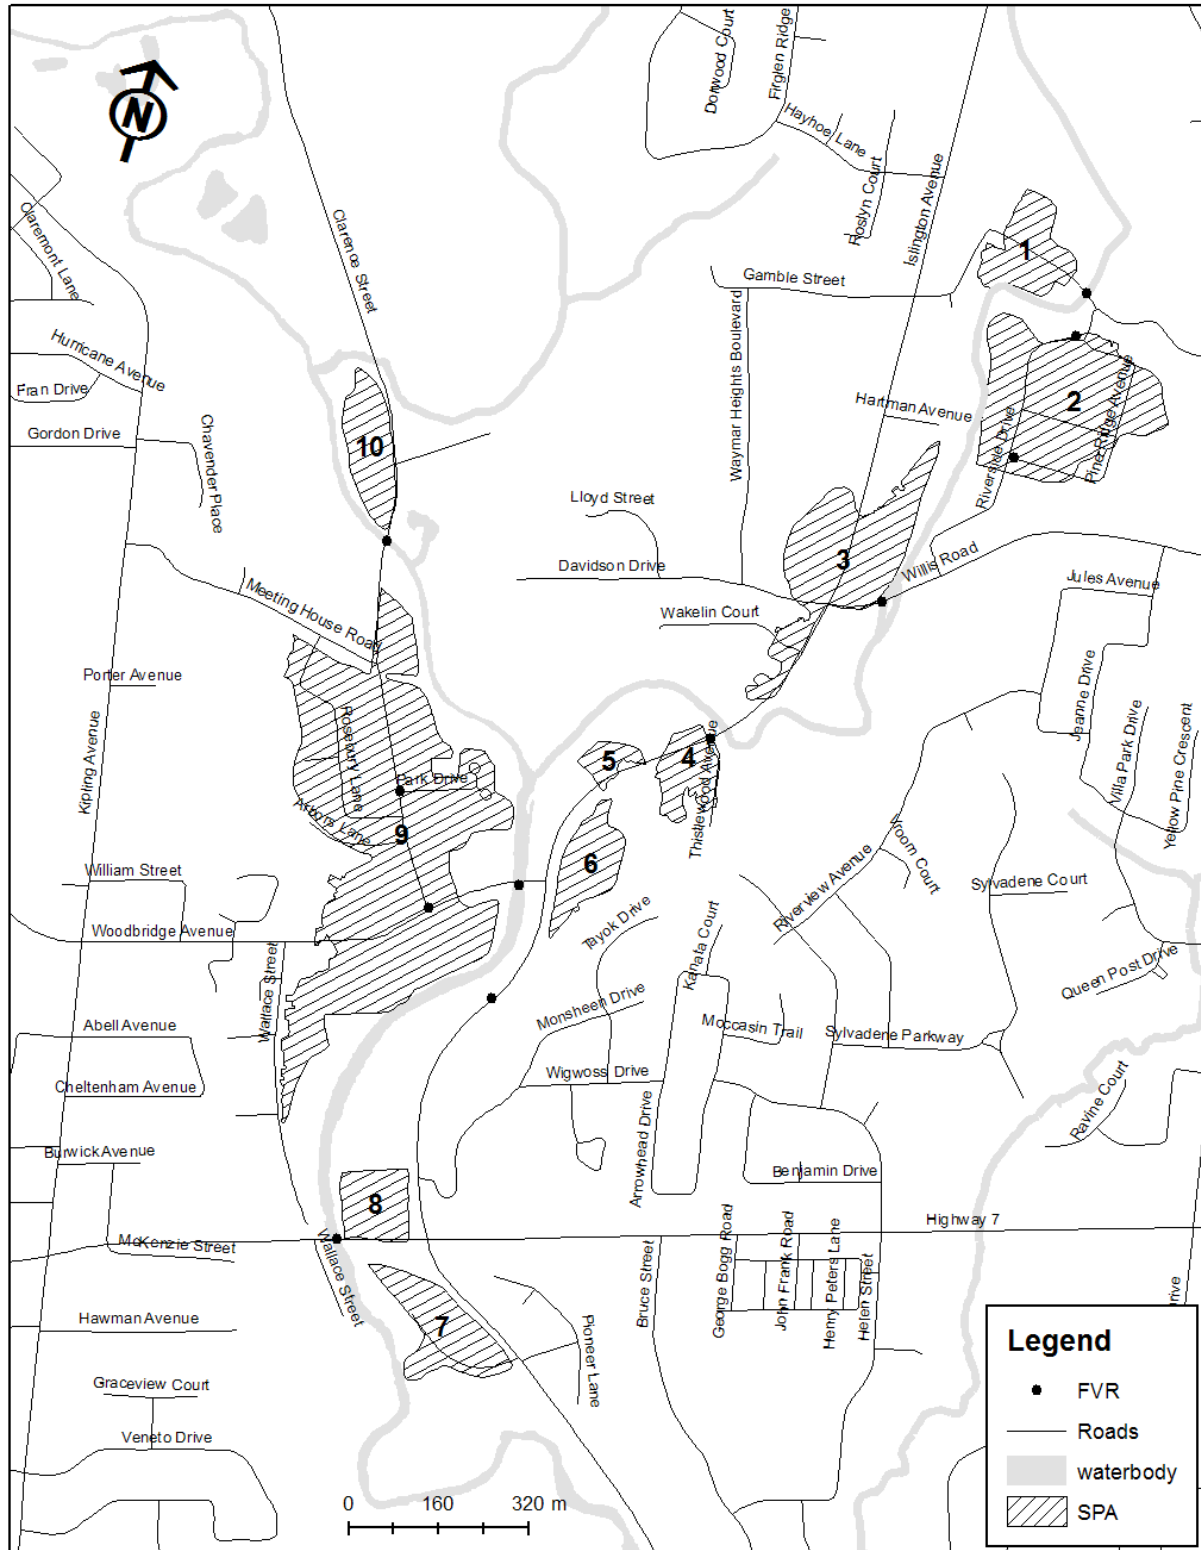 Dorwood Court
Firglen Ridge
N
Hayhoe Lane
Roslyn Court
Islington Avenue
Claremont Lane
Clarence Street
1
Gamble Street
Waymar Heights Boulevard
Hurricane Avenue
Fran Drive
Gordon Drive
Chavender Place
10
Hartman Avenue
2
Riverside Drive
Pine Ridge Avenue
Lloyd Street
3
Davidson Drive
Willis Road
Jules Avenue
Meeting House Road
Wakelin Court
Porter Avenue
Jeanne Drive
Rosebury Lane
Villa Park Drive
Yellow Pine Crescent
Kipling Avenue
Park Drive
5
4
Thistlewood Avenue
Arbors Lane
9
6
Vroom Court
Riverview Avenue
William Street
Sylvadene Court
Woodbridge Avenue
Tayok Drive
Kanata Court
Wallace Street
Queen Post Drive
Monsheen Drive
Abell Avenue
Moccasin Trail
Sylvadene Parkway
Wigwoss Drive
Cheltenham Avenue
Ravine Court
Burwick Avenue
Arrowhead Drive
Benjamin Drive
8
Highway 7
McKenzie Street
Wallace Street
Bruce Street
George Bogg Road
John Frank Road
Henry Peters Lane
Helen Street
Hawman Avenue
7
Pioneer Lane
Graceview Court
Veneto Drive
0 160 320 m
Legend
FVR
Roads
waterbody
SPA